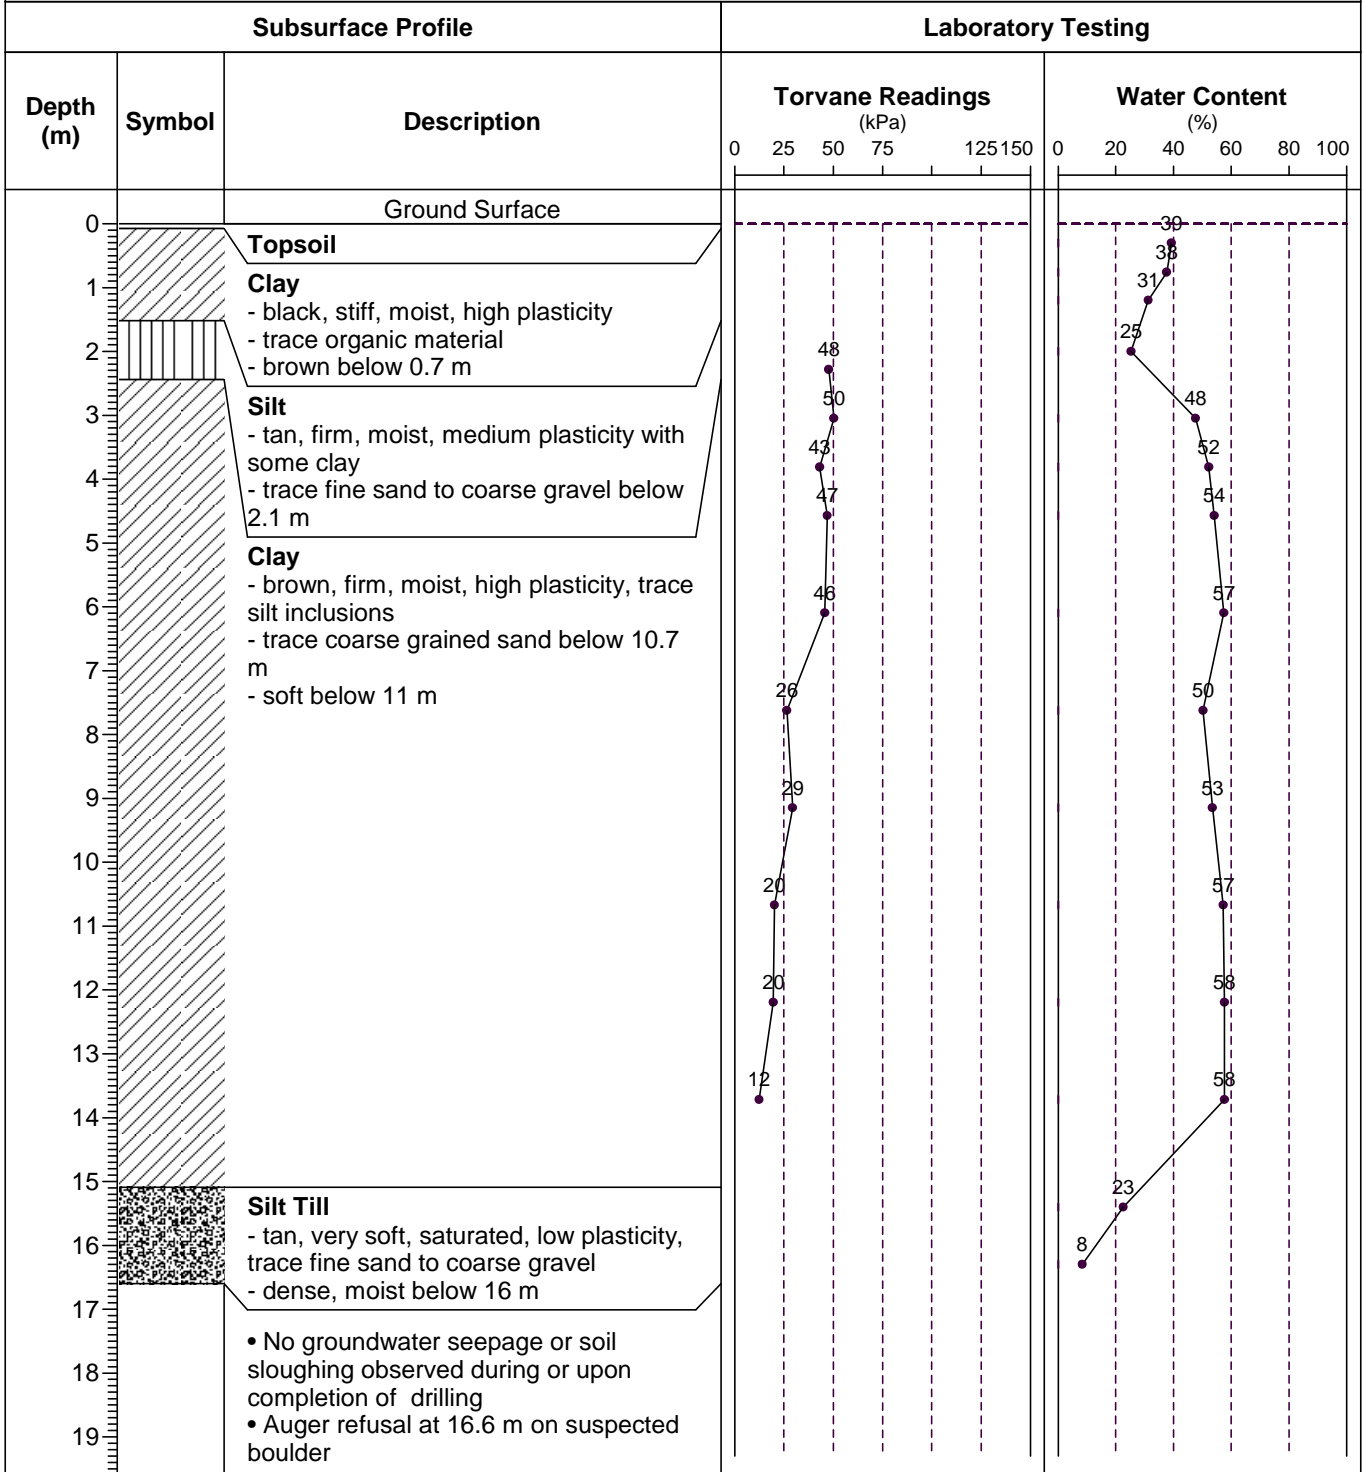 Subsurface Profile
Laboratory Testing
Depth
(m)
Symbol
Description
Torvane Readings
(kPa)
0 25 50 75 125 150
Water Content
(%)
0 20 40 60 80 100
Ground Surface
0
Topsoil
Clay
- black, stiff, moist, high plasticity
- trace organic material
- brown below 0.7 m
Silt
- tan, firm, moist, medium plasticity with
some clay
- trace fine sand to coarse gravel below
2.1 m
Clay
- brown, firm, moist, high plasticity, trace
silt inclusions
- trace coarse grained sand below 10.7
m
- soft below 11 m
Silt Till
- tan, very soft, saturated, low plasticity,
trace fine sand to coarse gravel
- dense, moist below 16 m
• No groundwater seepage or soil
sloughing observed during or upon
completion of drilling
• Auger refusal at 16.6 m on suspected
boulder
1
2
3
4
5
6
7
8
9
10
11
12
13
14
15
16
17
18
19
48
50
43
47
46
26
29
20
20
12
39
38
31
25
48
52
54
57
50
53
57
58
58
23
8